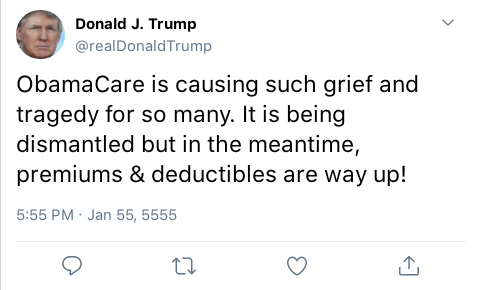 Donald J. Trump
@realDonaldTrump
ObamaCare is causing such grief and
tragedy for so many. It is being
dismantled but in the meantime,
premiums & deductibles are way up!
5:55 PM · Jan 55, 5555